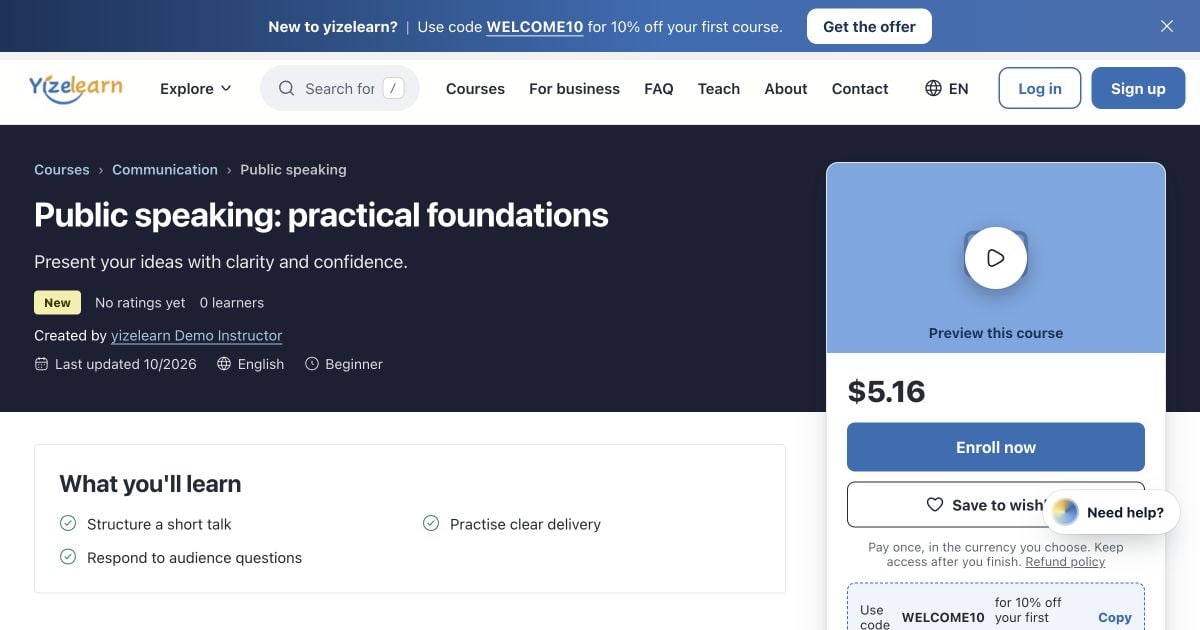 New to yizelearn? | Use code WELCOME10 for 10% off your first course. Get the offer
Yizelearn Explore Search for / Courses For business FAQ Teach About Contact EN Log in Sign up
Courses › Communication › Public speaking
Public speaking: practical foundations
Present your ideas with clarity and confidence.
New No ratings yet 0 learners
Created by yizelearn Demo Instructor
Last updated 10/2026 English Beginner
Preview this course
$5.16
Enroll now
Save to wish
Need help?
Pay once, in the currency you choose. Keep
access after you finish. Refund policy
Use
code
WELCOME10
for 10% off
your first
Copy
What you'll learn
Structure a short talk
Practise clear delivery
Respond to audience questions